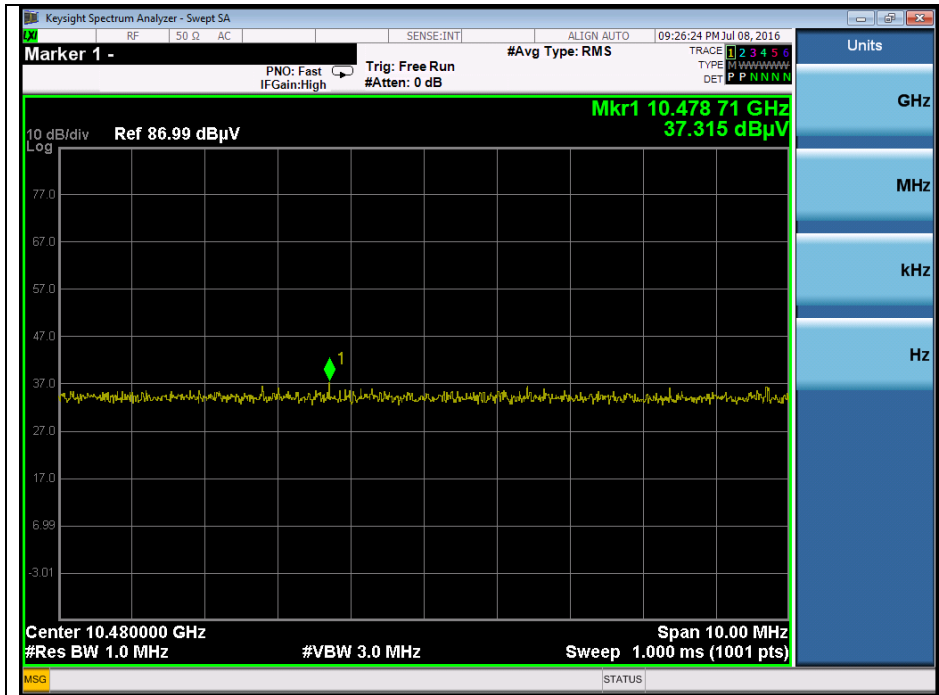 Keysight Spectrum Analyzer - Swept SA
LXI RF 50 Ω AC SENSE:INT ALIGN AUTO 09:26:24 PM Jul 08, 2016
Marker 1 - #Avg Type: RMS TRACE 1 2 3 4 5 6
PNO: Fast Trig: Free Run TYPE M WWWWW
IFGain:High #Atten: 0 dB DET P P N N N N
Units
Mkr1 10.478 71 GHz
10 dB/div Ref 86.99 dBµV 37.315 dBµV
Log
77.0
67.0
57.0
47.0
1
37.0
27.0
17.0
6.99
-3.01
Center 10.480000 GHz Span 10.00 MHz
#Res BW 1.0 MHz #VBW 3.0 MHz Sweep 1.000 ms (1001 pts)
MSG STATUS
GHz
MHz
kHz
Hz